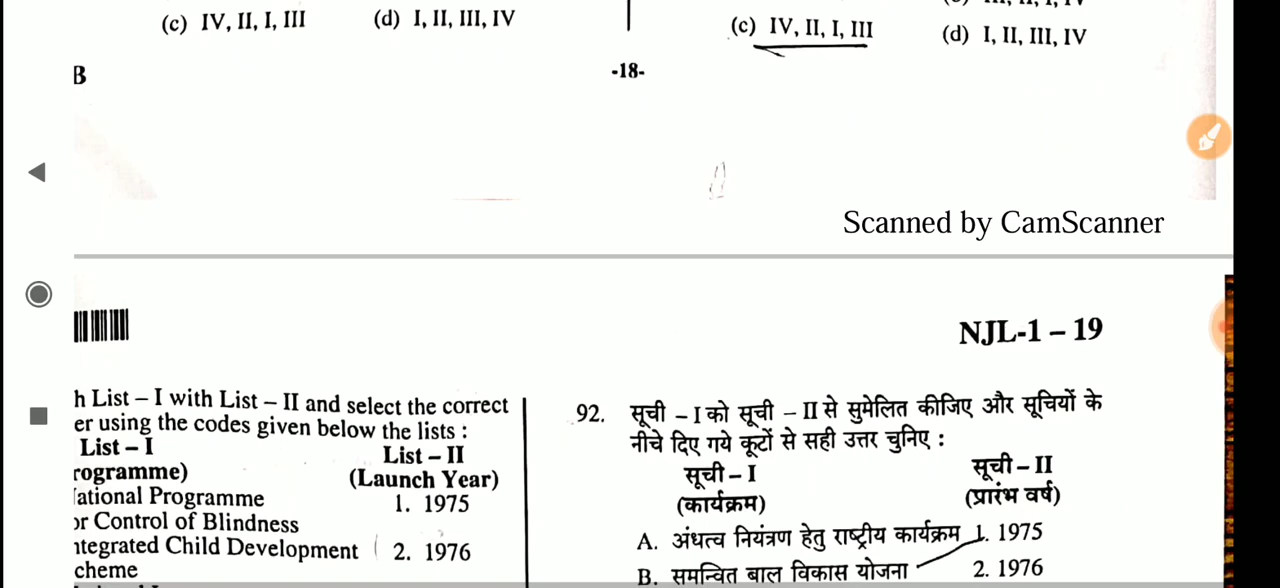 (c) IV, II, I, III (d) I, II, III, IV
(c) IV, II, I, III (d) I, II, III, IV
B
-18-
Scanned by CamScanner
NJL-1 – 19
h List – I with List – II and select the correct
er using the codes given below the lists :
List – I List – II
rogramme) (Launch Year)
ational Programme 1. 1975
or Control of Blindness
ntegrated Child Development 2. 1976
cheme
92. सूची – I को सूची – II से सुमेलित कीजिए और सूचियों के
नीचे दिए गये कूटों से सही उत्तर चुनिए :
सूची – I सूची – II
(कार्यक्रम) (प्रारंभ वर्ष)
A. अंधत्व नियंत्रण हेतु राष्ट्रीय कार्यक्रम 1. 1975
B. समन्वित बाल विकास योजना 2. 1976